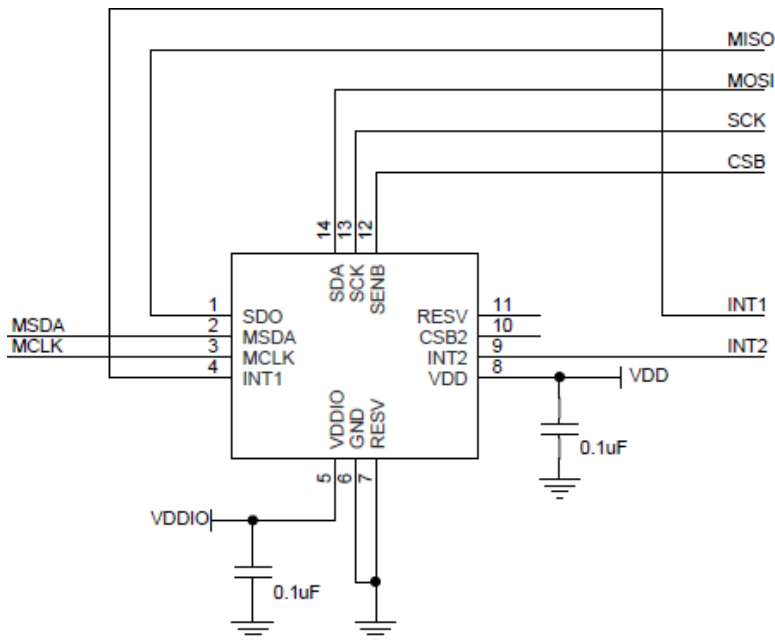 MISO
MOSI
SCK
CSB
14
13
12
SDA
SCK
SENB
1
SDO
RESV
11
INT1
MSDA
2
MSDA
CSB2
10
MCLK
3
MCLK
INT2
9
INT2
4
INT1
VDD
8
VDD
VDDIO
GND
RESV
0.1uF
5
6
7
VDDIO
0.1uF